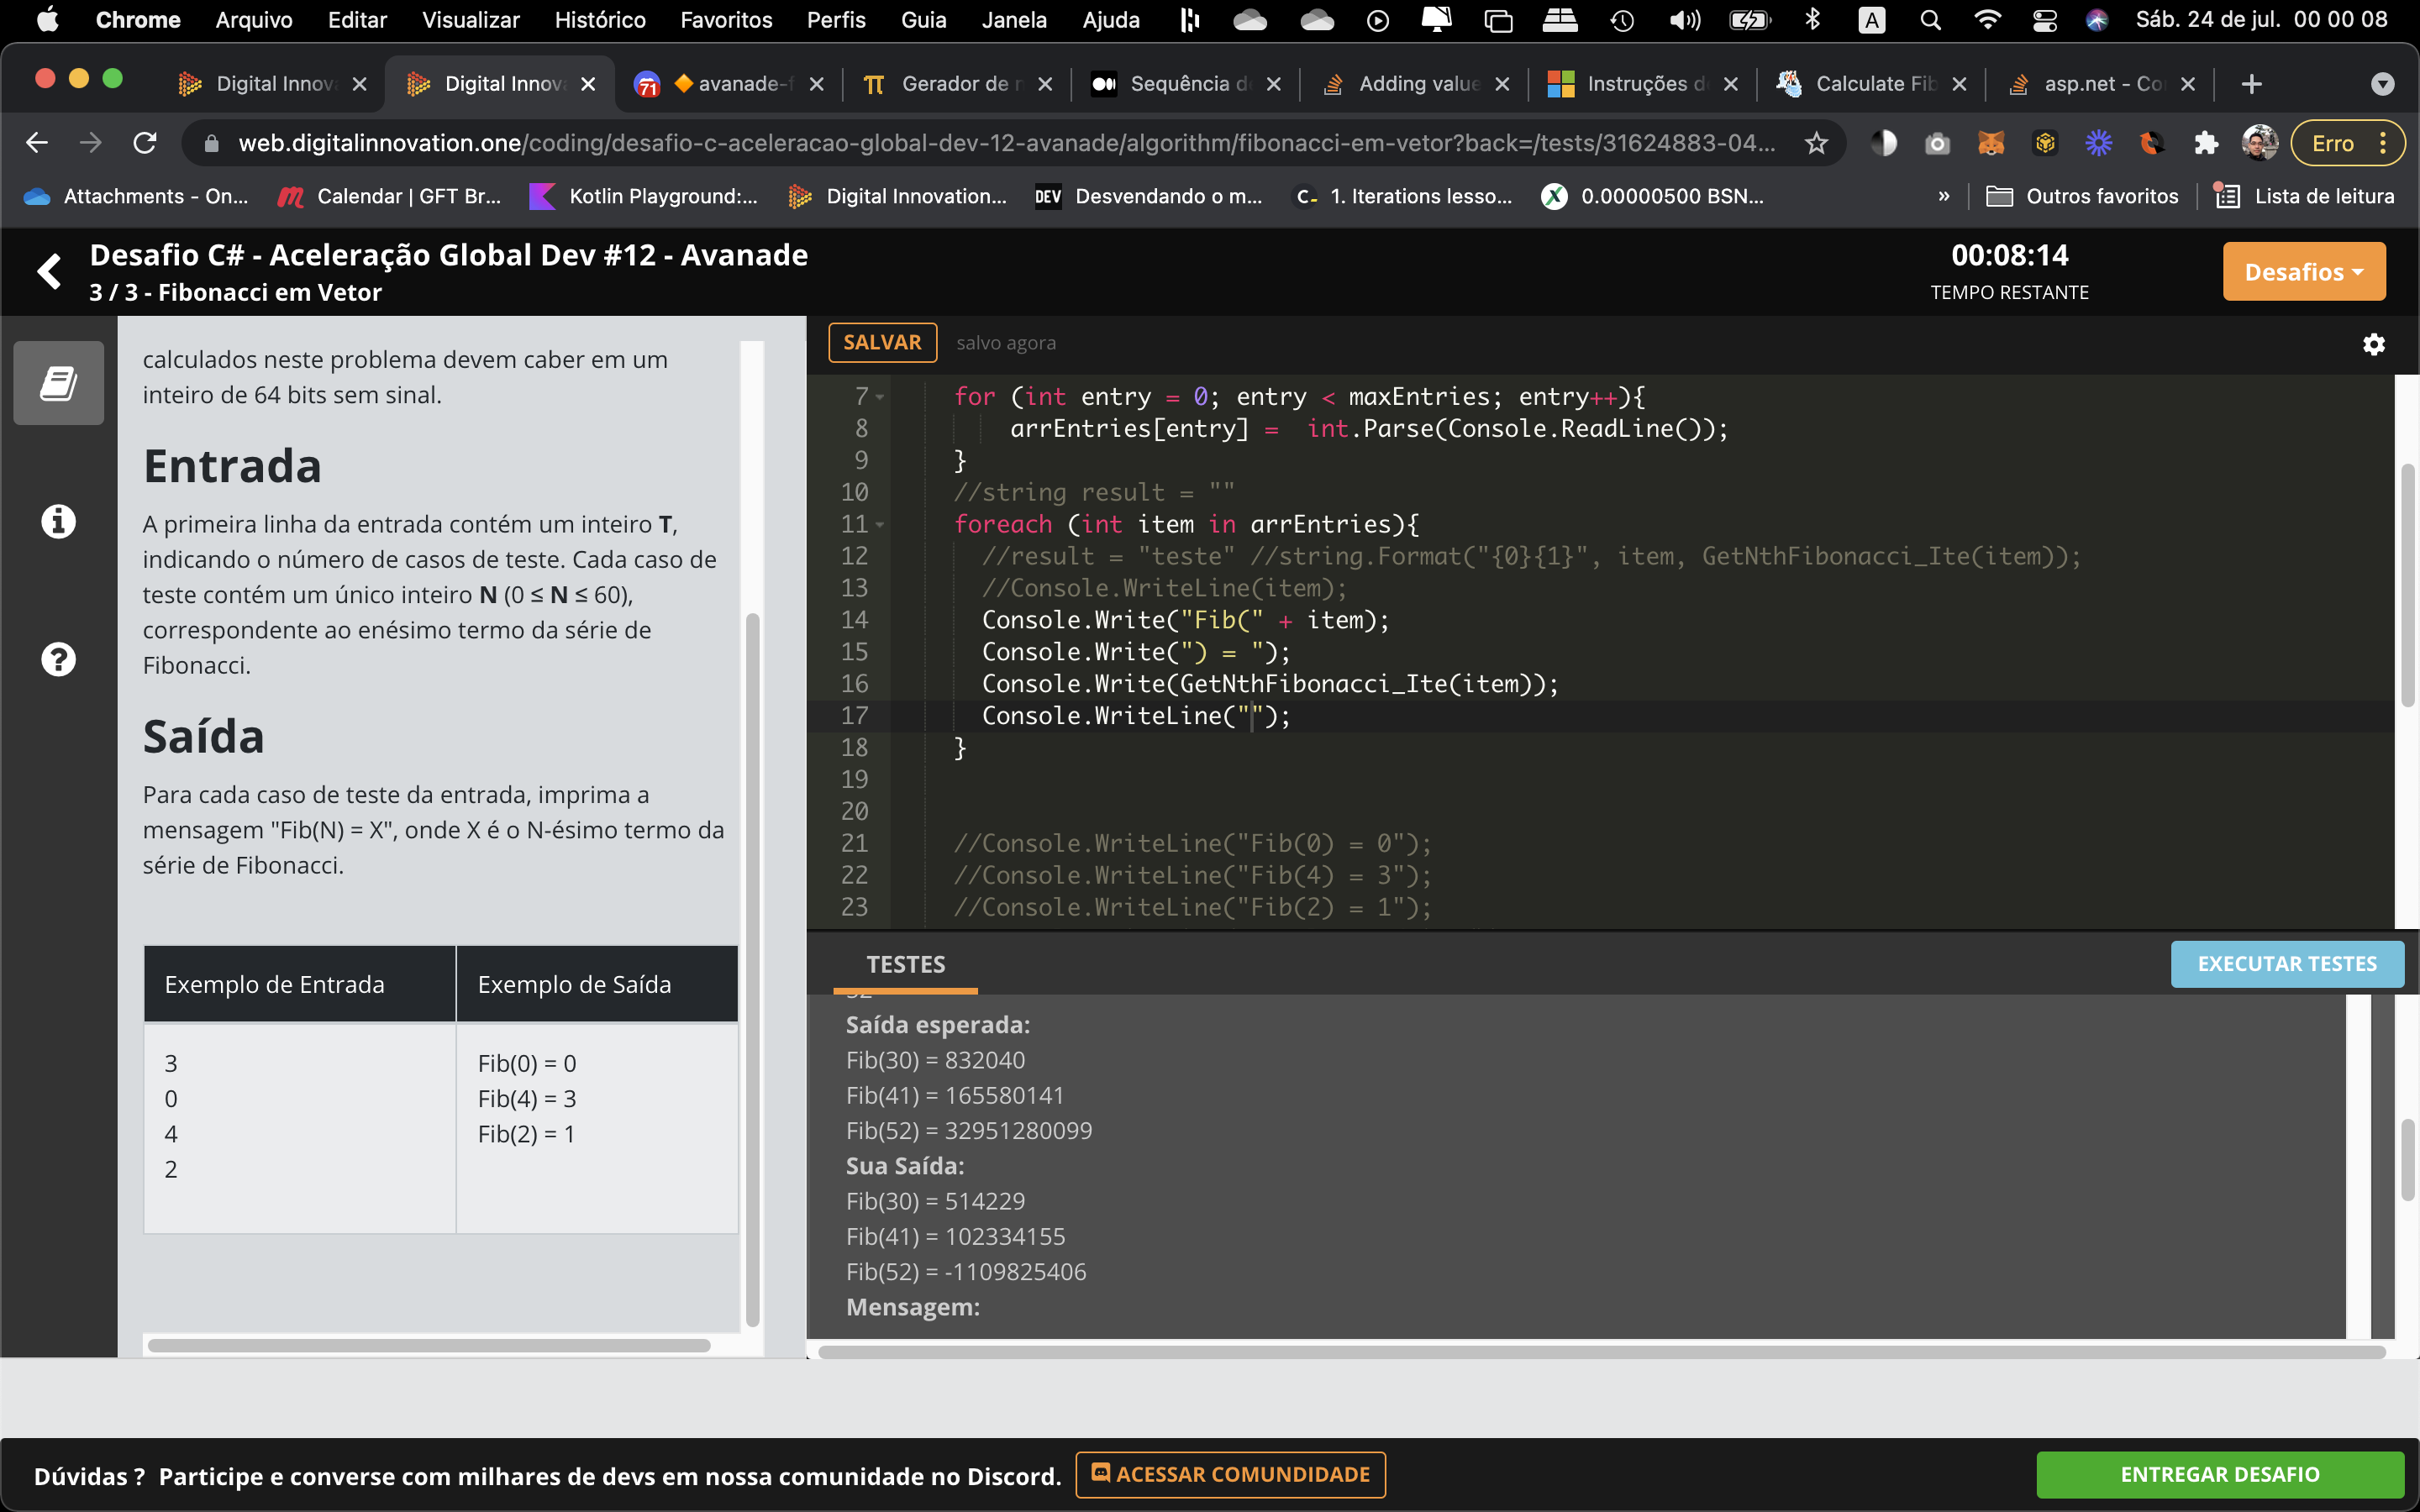 Chrome Arquivo Editar Visualizar Histórico Favoritos Perfis Guia Janela Ajuda A Sáb. 24 de jul. 00 00 08
Digital Innov Digital Innov 71 avanade-f Gerador de Sequência d Adding value Instruções d Calculate Fib asp.net - Co
web.digitalinnovation.one/coding/desafio-c-aceleracao-global-dev-12-avanade/algorithm/fibonacci-em-vetor?back=/tests/31624883-04... Erro
Attachments - On... Calendar | GFT Br... Kotlin Playground:... Digital Innovation... DEV Desvendando o m... C_ 1. Iterations lesso... 0.00000500 BSN... » Outros favoritos Lista de leitura
Desafio C# - Aceleração Global Dev #12 - Avanade
3 / 3 - Fibonacci em Vetor
00:08:14
TEMPO RESTANTE
Desafios
calculados neste problema devem caber em um
inteiro de 64 bits sem sinal.
Entrada
A primeira linha da entrada contém um inteiro T,
indicando o número de casos de teste. Cada caso de
teste contém um único inteiro N (0 ≤ N ≤ 60),
correspondente ao enésimo termo da série de
Fibonacci.
Saída
Para cada caso de teste da entrada, imprima a
mensagem "Fib(N) = X", onde X é o N-ésimo termo da
série de Fibonacci.
Exemplo de Entrada Exemplo de Saída
3 Fib(0) = 0
0 Fib(4) = 3
4 Fib(2) = 1
2
SALVAR salvo agora
7 for (int entry = 0; entry < maxEntries; entry++){
8 arrEntries[entry] =  int.Parse(Console.ReadLine());
9 }
10 //string result = ""
11 foreach (int item in arrEntries){
12 //result = "teste" //string.Format("{0}{1}", item, GetNthFibonacci_Ite(item));
13 //Console.WriteLine(item);
14 Console.Write("Fib(" + item);
15 Console.Write(") = ");
16 Console.Write(GetNthFibonacci_Ite(item));
17 Console.WriteLine("");
18 }
19
20
21 //Console.WriteLine("Fib(0) = 0");
22 //Console.WriteLine("Fib(4) = 3");
23 //Console.WriteLine("Fib(2) = 1");
TESTES EXECUTAR TESTES
Saída esperada:
Fib(30) = 832040
Fib(41) = 165580141
Fib(52) = 32951280099
Sua Saída:
Fib(30) = 514229
Fib(41) = 102334155
Fib(52) = -1109825406
Mensagem:
Dúvidas ? Participe e converse com milhares de devs em nossa comunidade no Discord. ACESSAR COMUNDIDADE ENTREGAR DESAFIO